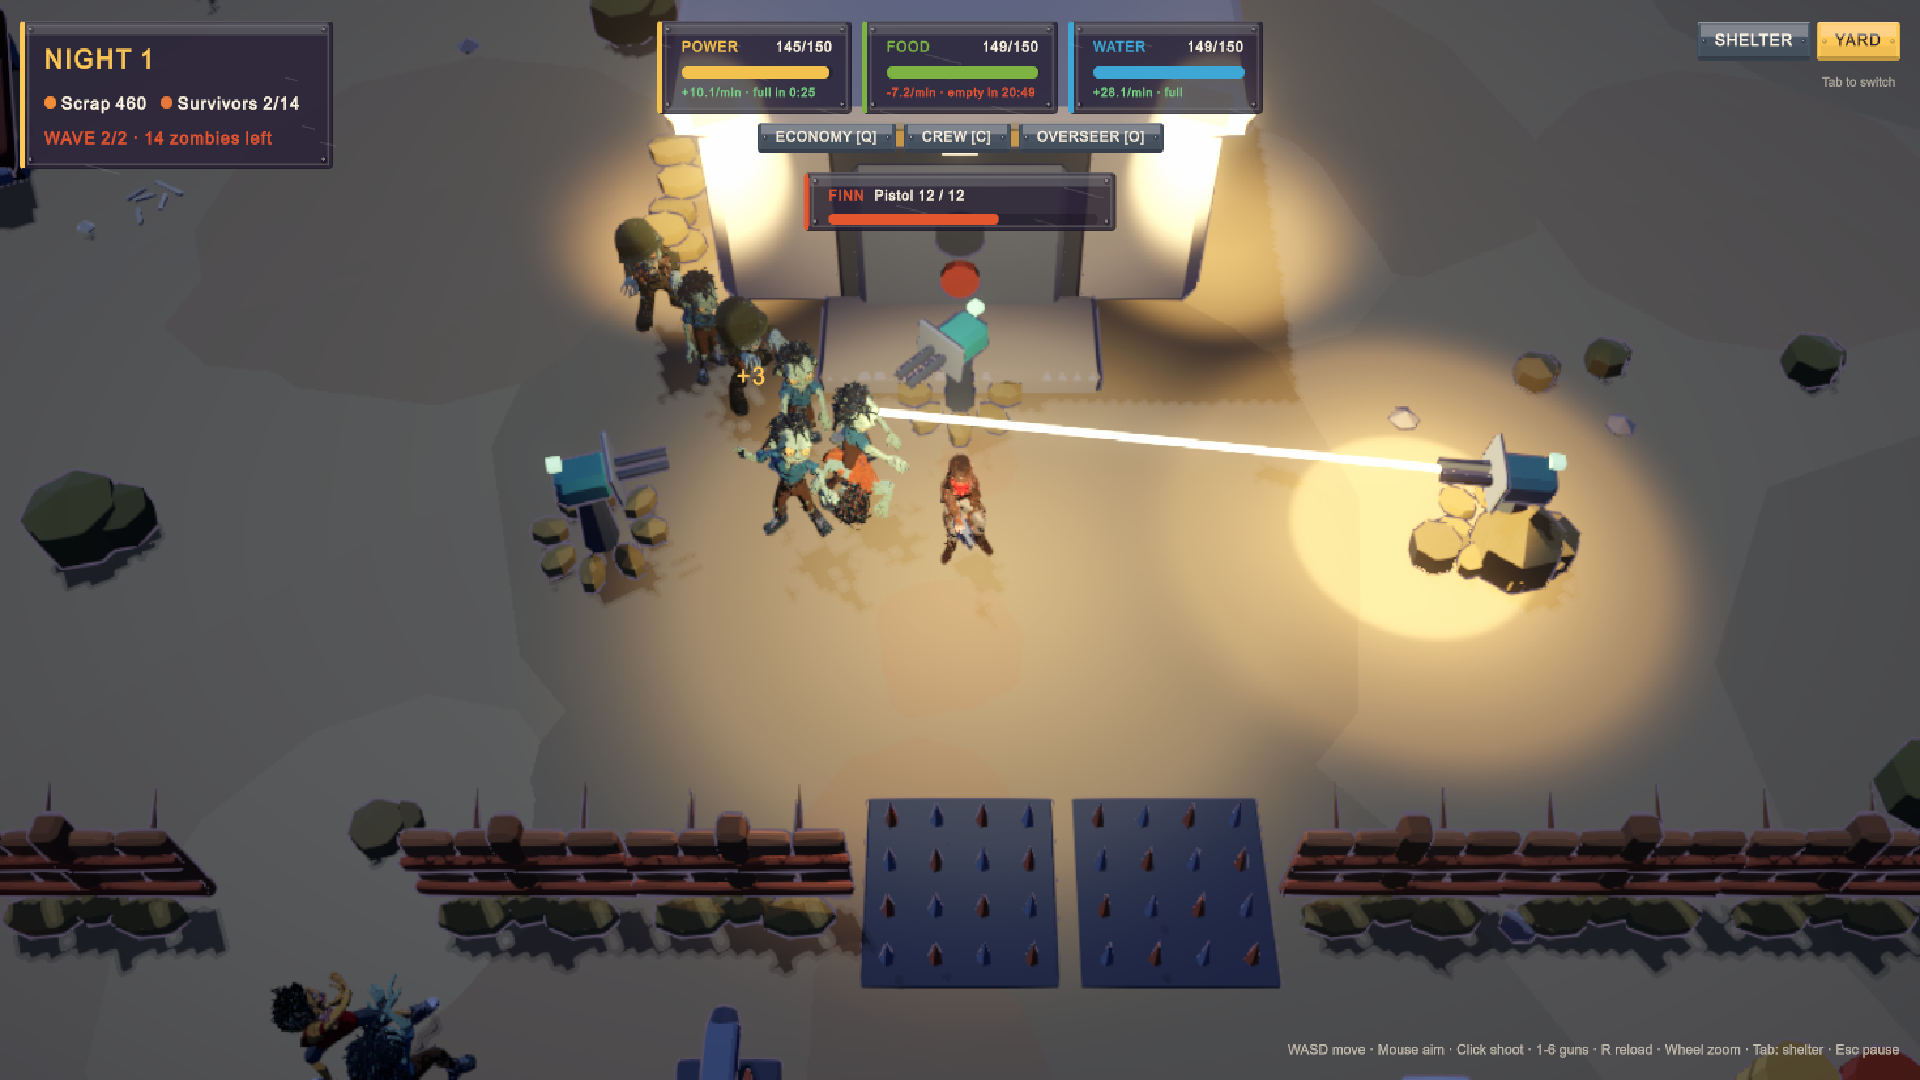 NIGHT 1
Scrap 460 Survivors 2/14
WAVE 2/2 · 14 zombies left
POWER 145/150
+10.1/min · full in 0:25
FOOD 149/150
-7.2/min · empty in 20:49
WATER 149/150
+28.1/min · full
SHELTER YARD
Tab to switch
ECONOMY [Q] CREW [C] OVERSEER [O]
FINN Pistol 12 / 12
+3
WASD move · Mouse aim · Click shoot · 1-6 guns · R reload · Wheel zoom · Tab: shelter · Esc pause